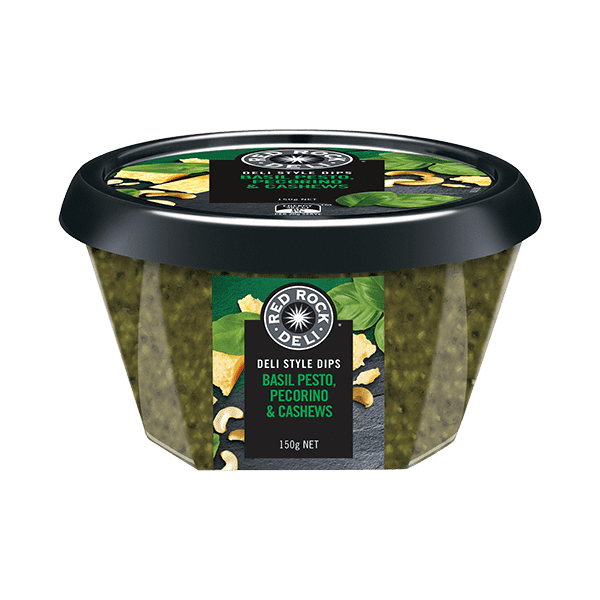 RED ROCK
DELI
DELI STYLE DIPS
BASIL PESTO,
PECORINO
& CASHEWS
150g NET
ENERGY
RED ROCK
DELI
®
DELI STYLE DIPS
BASIL PESTO,
PECORINO
& CASHEWS
150g NET